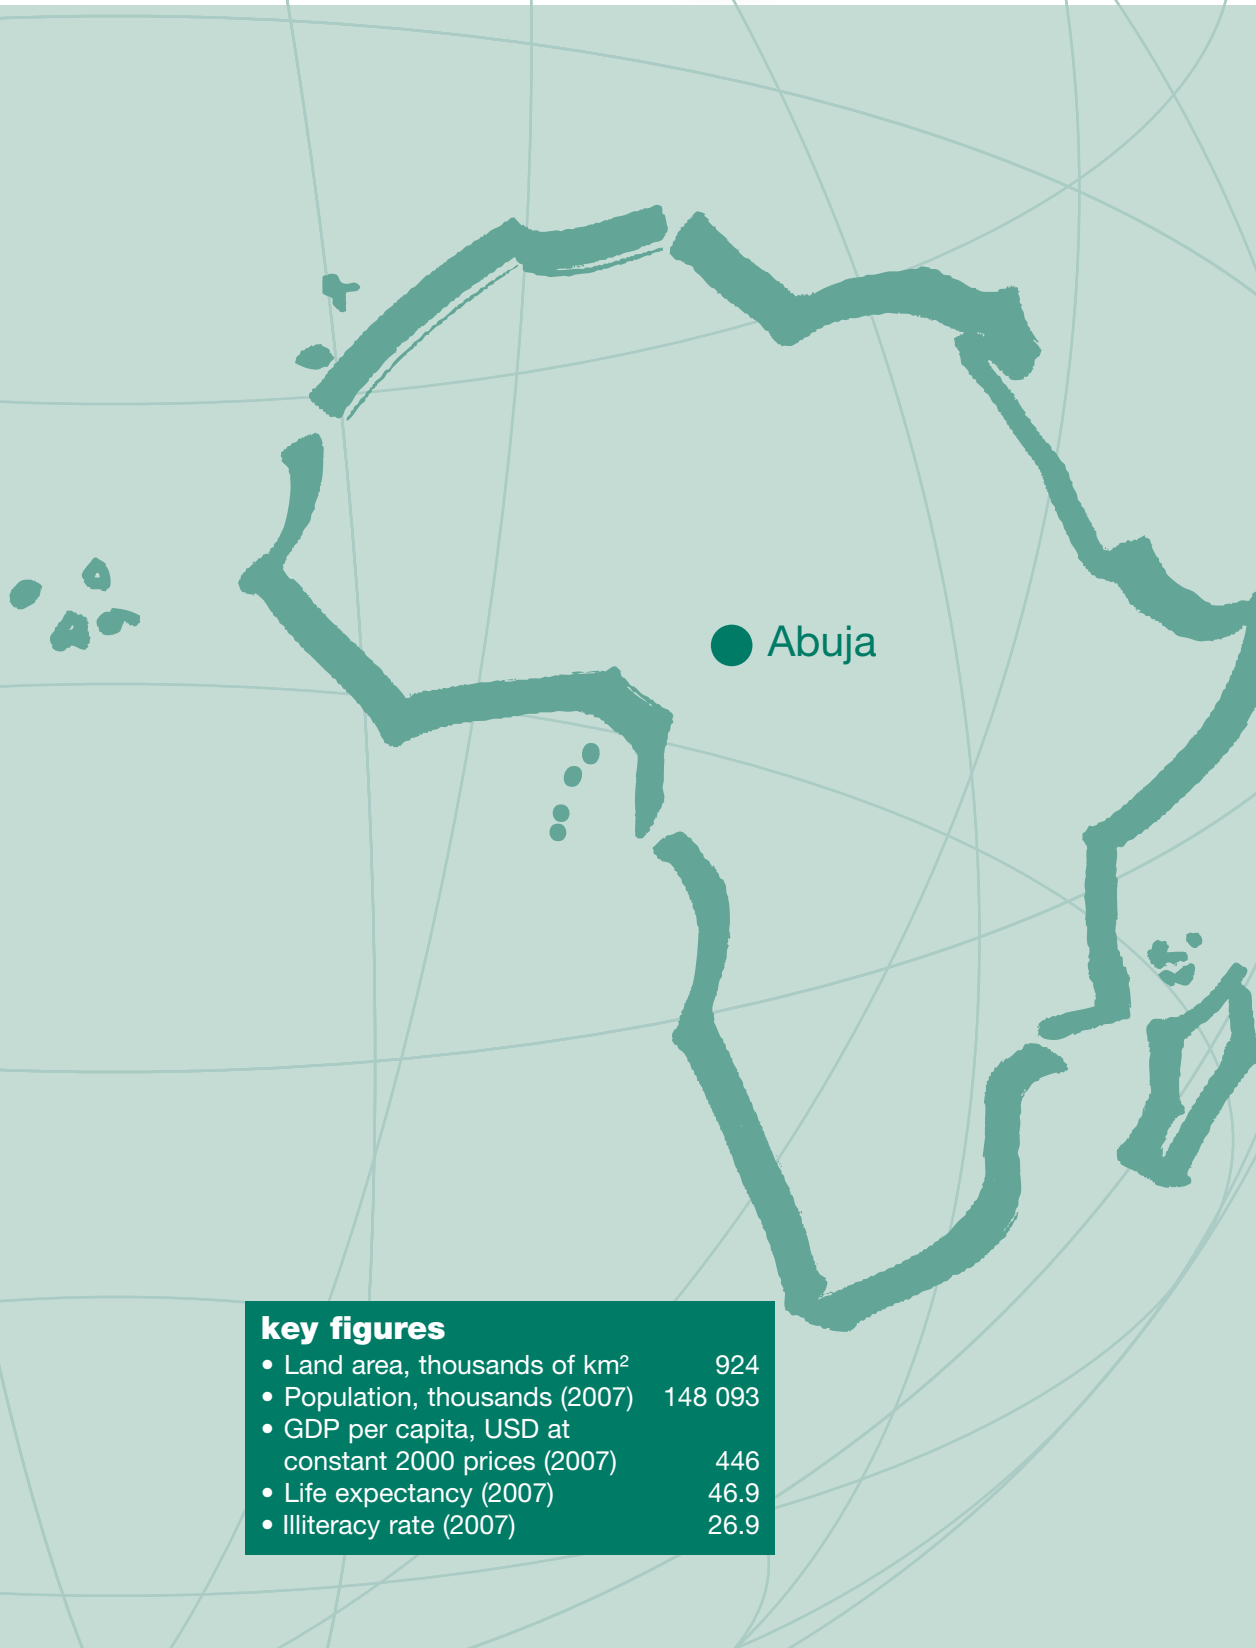 Abuja
key figures
• Land area, thousands of km² 924
• Population, thousands (2007) 148 093
• GDP per capita, USD at
constant 2000 prices (2007) 446
• Life expectancy (2007) 46.9
• Illiteracy rate (2007) 26.9